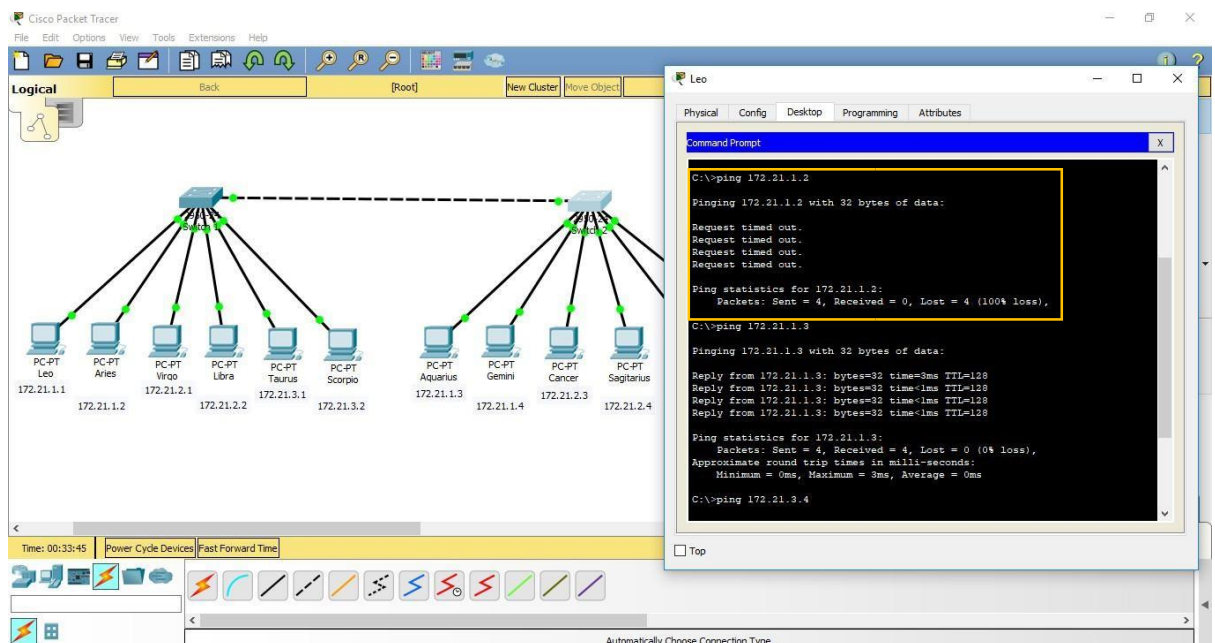 Cisco Packet Tracer
File Edit Options View Tools Extensions Help
Logical
Back
[Root]
New Cluster
Move Object
PC-PT
Leo
172.21.1.1
PC-PT
Aries
172.21.1.2
PC-PT
Virgo
172.21.2.1
PC-PT
Libra
172.21.2.2
PC-PT
Taurus
172.21.3.1
PC-PT
Scorpio
172.21.3.2
PC-PT
Aquarius
172.21.1.3
PC-PT
Gemini
172.21.1.4
PC-PT
Cancer
172.21.2.3
PC-PT
Sagitarius
172.21.2.4
Leo
Physical Config Desktop Programming Attributes
Command Prompt
X
C:\>ping 172.21.1.2
Pinging 172.21.1.2 with 32 bytes of data:
Request timed out.
Request timed out.
Request timed out.
Request timed out.
Ping statistics for 172.21.1.2:
Packets: Sent = 4, Received = 0, Lost = 4 (100% loss),
C:\>ping 172.21.1.3
Pinging 172.21.1.3 with 32 bytes of data:
Reply from 172.21.1.3: bytes=32 time=3ms TTL=128
Reply from 172.21.1.3: bytes=32 time<1ms TTL=128
Reply from 172.21.1.3: bytes=32 time<1ms TTL=128
Reply from 172.21.1.3: bytes=32 time<1ms TTL=128
Ping statistics for 172.21.1.3:
Packets: Sent = 4, Received = 4, Lost = 0 (0% loss),
Approximate round trip times in milli-seconds:
Minimum = 0ms, Maximum = 3ms, Average = 0ms
C:\>ping 172.21.3.4
Top
Time: 00:33:45
Power Cycle Devices
Fast Forward Time
Automatically Choose Connection Type